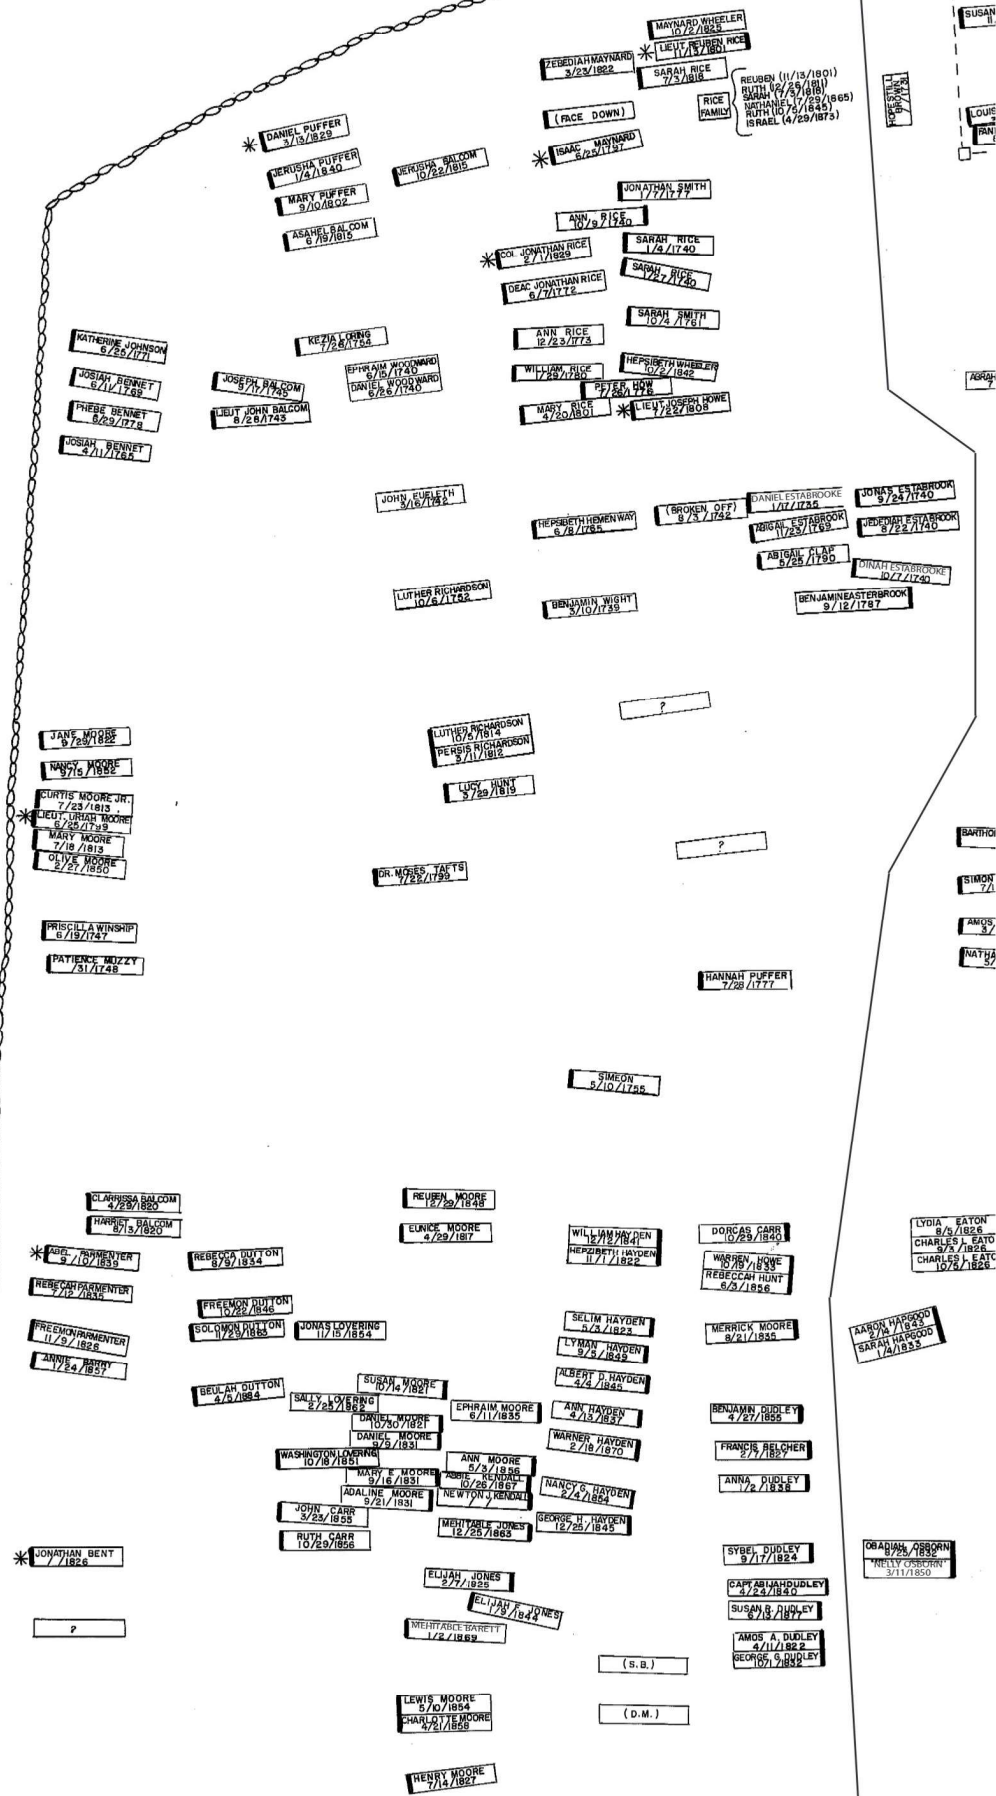 MAYNARD WHEELER
10/2/1825
* LIEUT REUBEN RICE
11/13/1801
ZEBEDIAH MAYNARD
3/23/1822
SARAH RICE
7/3/1818
RICE
FAMILY
REUBEN (11/13/1801)
RUTH (12/26/1811)
SARAH (7/3/1818)
NATHANIEL (7/29/1865)
RUTH (10/5/1845)
ISRAEL (4/29/1873)
(FACE DOWN)
* ISAAC MAYNARD
6/25/1797
HOPESTILL
BROWN
SUSAN
11
LOUIS
* DANIEL PUFFER
3/13/1829
JERUSHA PUFFER
1/4/1840
JERUSHA BALCOM
10/22/1815
MARY PUFFER
9/10/1802
ASAHEL BALCOM
6/19/1815
JONATHAN SMITH
1/7/1777
ANN RICE
10/9/1740
SARAH RICE
1/4/1740
* COL. JONATHAN RICE
2/1/1829
SARAH RICE
1/27/1740
DEAC JONATHAN RICE
6/7/1772
SARAH SMITH
10/4/1761
KATHERINE JOHNSON
6/25/1771
KEZIA LORING
7/26/1754
ANN RICE
12/23/1773
EPHRAIM WOODWARD
6/15/1740
DANIEL WOODWARD
6/26/1740
WILLIAM RICE
1/29/1780
HEPSIBETH WHEELER
10/2/1842
JOSIAH BENNET
6/11/1769
JOSEPH BALCOM
9/17/1745
PETER HOW
7/26/1776
ABRAH
7
PHEBE BENNET
8/29/1778
LIEUT JOHN BALCOM
8/28/1743
MARY RICE
4/20/1801
* LIEUT JOSEPH HOWE
7/22/1808
JOSIAH BENNET
4/11/1765
JOHN EUELETH
HEPSIBETH HEMENWAY
6/8/1765
(BROKEN OFF)
8/3/1742
DANIEL ESTABROOKE
1/17/1735
JONAS ESTABROOK
9/24/1740
ABIGAIL ESTABROOK
11/23/1769
JEDEDIAH ESTABROOK
8/22/1740
ABIGAIL CLAP
5/25/1790
DINAH ESTABROOKE
10/7/1740
LUTHER RICHARDSON
10/6/1752
BENJAMIN WIGHT
3/10/1739
BENJAMIN EASTERBROOK
9/12/1787
?
JANE MOORE
9/29/1822
LUTHER RICHARDSON
10/5/1814
PERSIS RICHARDSON
3/11/1812
NANCY MOORE
9/15/1852
LUCY HUNT
3/29/1819
CURTIS MOORE JR.
7/23/1813
* LIEUT. URIAH MOORE
6/25/1799
MARY MOORE
7/18/1813
OLIVE MOORE
2/27/1850
?
DR. MOSES TAFTS
7/22/1799
BARTHOL
SIMON
7/1
AMOS
3/
NATHA
5/
PRISCILLA WINSHIP
6/19/1747
PATIENCE MUZZY
/31/1748
HANNAH PUFFER
7/28/1777
SIMEON
5/10/1755
CLARRISSA BALCOM
4/29/1820
REUBEN MOORE
12/29/1848
HARRIET BALCOM
8/13/1820
EUNICE MOORE
4/29/1817
WILLIAM HAYDEN
12/12/1841
HEPZIBETH HAYDEN
11/1/1822
DORCAS CARR
10/29/1840
LYDIA EATON
8/5/1826
CHARLES L. EATO
9/3/1826
CHARLES L. EATO
10/5/1826
* ABEL PARMENTER
9/10/1839
REBECCA DUTTON
8/9/1834
WARREN HOWE
10/19/1833
REBECCAH HUNT
6/3/1856
REBECAH PARMENTER
7/12/1835
FREEMON DUTTON
10/22/1846
SOLOMON DUTTON
11/29/1863
JONAS LOVERING
11/15/1854
SELIM HAYDEN
5/3/1823
MERRICK MOORE
8/21/1835
AARON HAPGOOD
2/14/1843
SARAH HAPGOOD
1/4/1833
FREEMON PARMENTER
11/9/1826
LYMAN HAYDEN
9/5/1849
ANNIE BARRY
1/24/1857
BEULAH DUTTON
4/5/1884
SUSAN MOORE
10/14/1821
ALBERT D. HAYDEN
4/4/1845
SALLY LOVERING
2/25/1862
EPHRAIM MOORE
6/11/1835
ANN HAYDEN
4/13/1837
BENJAMIN DUDLEY
4/27/1855
DANIEL MOORE
10/30/1821
DANIEL MOORE
9/9/1831
WARNER HAYDEN
2/18/1870
FRANCIS BELCHER
2/7/1827
WASHINGTON LOVERING
10/18/1851
ANN MOORE
5/3/1856
MARY E. MOORE
9/16/1831
ABBIE KENDALL
10/26/1867
ANNA DUDLEY
1/2/1836
ADALINE MOORE
9/21/1831
NEWTON J. KENDALL
/ /
NANCY G. HAYDEN
2/4/1854
JOHN CARR
3/23/1855
MEHITABLE JONES
12/25/1863
GEORGE H. HAYDEN
12/25/1845
RUTH CARR
10/29/1856
* JONATHAN BENT
/ /1826
SYBEL DUDLEY
9/17/1824
OBADIAH OSBORN
8/25/1832
"NELLY OSBORN"
3/11/1850
ELIJAH JONES
2/7/1825
CAPT. ABIJAH DUDLEY
4/24/1840
ELIJAH F. JONES
1/9/1844
SUSAN R. DUDLEY
6/13/1877
?
MEHITABLE BARETT
1/2/1869
AMOS A. DUDLEY
4/11/1822
GEORGE G. DUDLEY
10/1/1832
(S.B.)
LEWIS MOORE
5/10/1854
CHARLOTTE MOORE
4/21/1858
(D.M.)
HENRY MOORE
7/14/1827